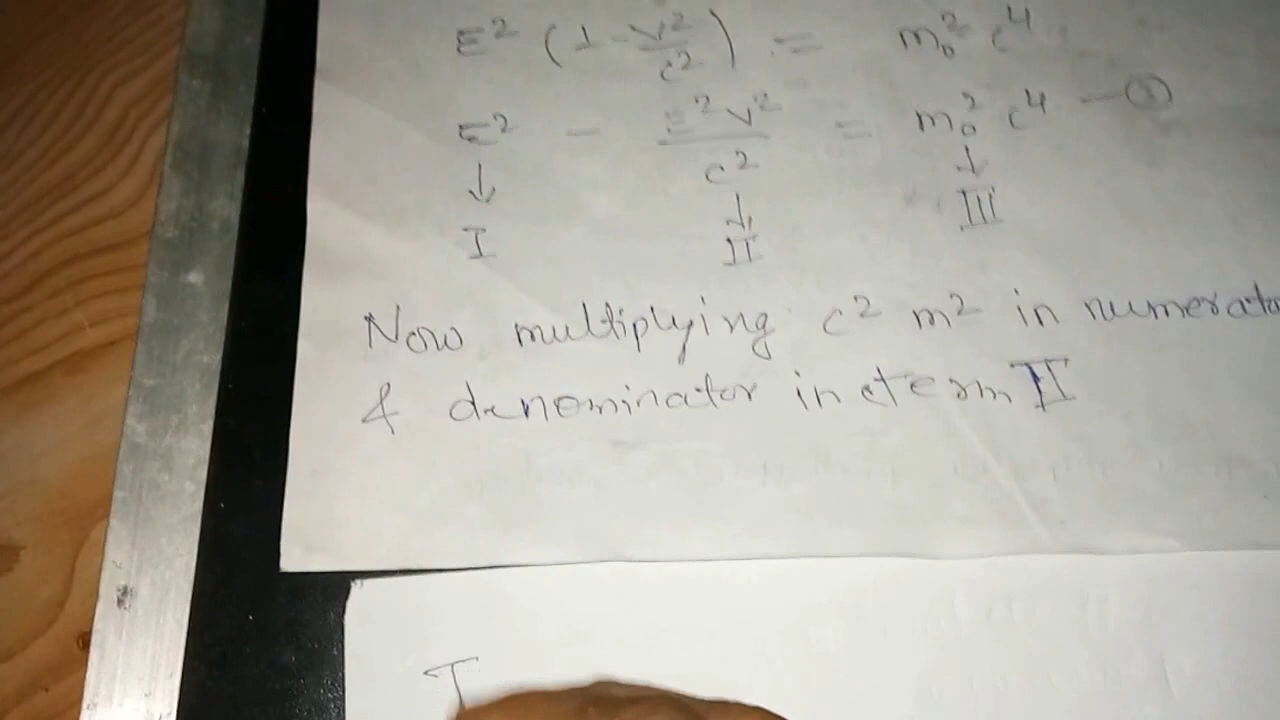 E² (1 - v²/c²) = m₀² c⁴
E² - E²v²/c² = m₀² c⁴ —①
↓ ↓ ↓
I II III
Now multiplying c² m² in numerator
& denominator in term II
T